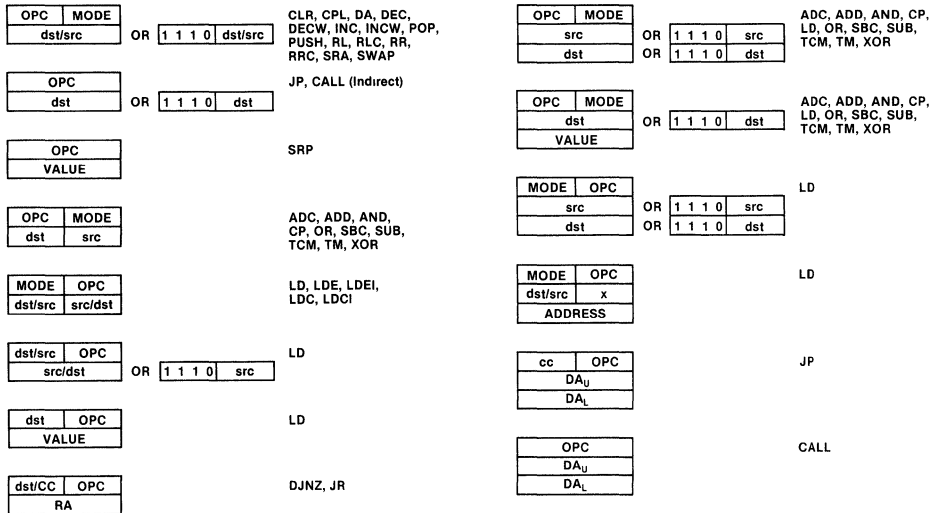 OPC MODE
dst/src OR 1 1 1 0 dst/src
CLR, CPL, DA, DEC,
DECW, INC, INCW, POP,
PUSH, RL, RLC, RR,
RRC, SRA, SWAP
OPC
dst OR 1 1 1 0 dst
JP, CALL (Indirect)
OPC
VALUE
SRP
OPC MODE
dst src
ADC, ADD, AND,
CP, OR, SBC, SUB,
TCM, TM, XOR
MODE OPC
dst/src src/dst
LD, LDE, LDEI,
LDC, LDCI
dst/src OPC
src/dst OR 1 1 1 0 src
LD
dst OPC
VALUE
LD
dst/CC OPC
RA
DJNZ, JR
OPC MODE
src OR 1 1 1 0 src
dst OR 1 1 1 0 dst
ADC, ADD, AND, CP,
LD, OR, SBC, SUB,
TCM, TM, XOR
OPC MODE
dst OR 1 1 1 0 dst
VALUE
ADC, ADD, AND, CP,
LD, OR, SBC, SUB,
TCM, TM, XOR
MODE OPC
src OR 1 1 1 0 src
dst OR 1 1 1 0 dst
LD
MODE OPC
dst/src x
ADDRESS
LD
cc OPC
DAU
DAL
JP
OPC
DAU
DAL
CALL